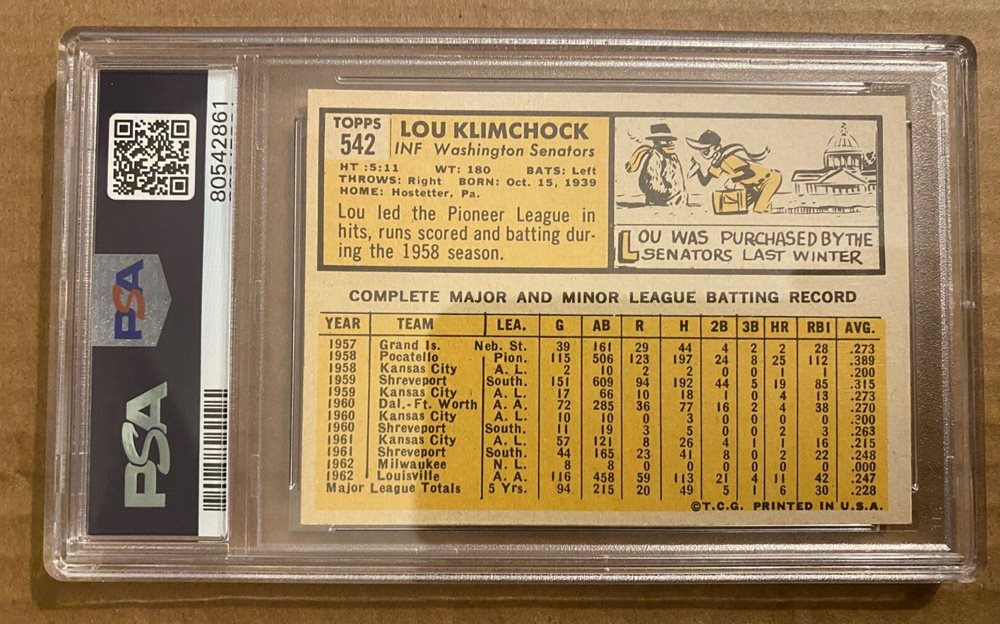 80542861
PSA
PSA
TOPPS
542
LOU KLIMCHOCK
INF Washington Senators
HT :5:11 WT: 180 BATS: Left
THROWS: Right BORN: Oct. 15, 1939
HOME: Hostetter, Pa.
Lou led the Pioneer League in
hits, runs scored and batting dur-
ing the 1958 season.
LOU WAS PURCHASED BY THE
SENATORS LAST WINTER
COMPLETE MAJOR AND MINOR LEAGUE BATTING RECORD
YEAR TEAM LEA. G AB R H 2B 3B HR RBI AVG.
1957 Grand Is. Neb. St. 39 161 29 44 4 2 2 28 .273
1958 Pocatello Pion. 115 506 123 197 24 8 25 112 .389
1958 Kansas City A. L. 2 10 2 2 0 0 1 1 .200
1959 Shreveport South. 151 609 94 192 44 5 19 85 .315
1959 Kansas City A. L. 17 66 10 18 1 0 4 13 .273
1960 Dal.-Ft. Worth A. A. 72 285 36 77 16 2 4 38 .270
1960 Kansas City A. L. 10 10 0 3 0 0 0 0 .300
1960 Shreveport South. 11 19 3 5 0 0 2 3 .263
1961 Kansas City A. L. 57 121 8 26 4 1 1 16 .215
1961 Shreveport South. 44 165 23 41 8 0 2 22 .248
1962 Milwaukee N. L. 8 8 0 0 0 0 0 0 .000
1962 Louisville A. A. 116 458 59 113 21 4 11 42 .247
Major League Totals 5 Yrs. 94 215 20 49 5 1 6 30 .228
©T.C.G. PRINTED IN U.S.A.